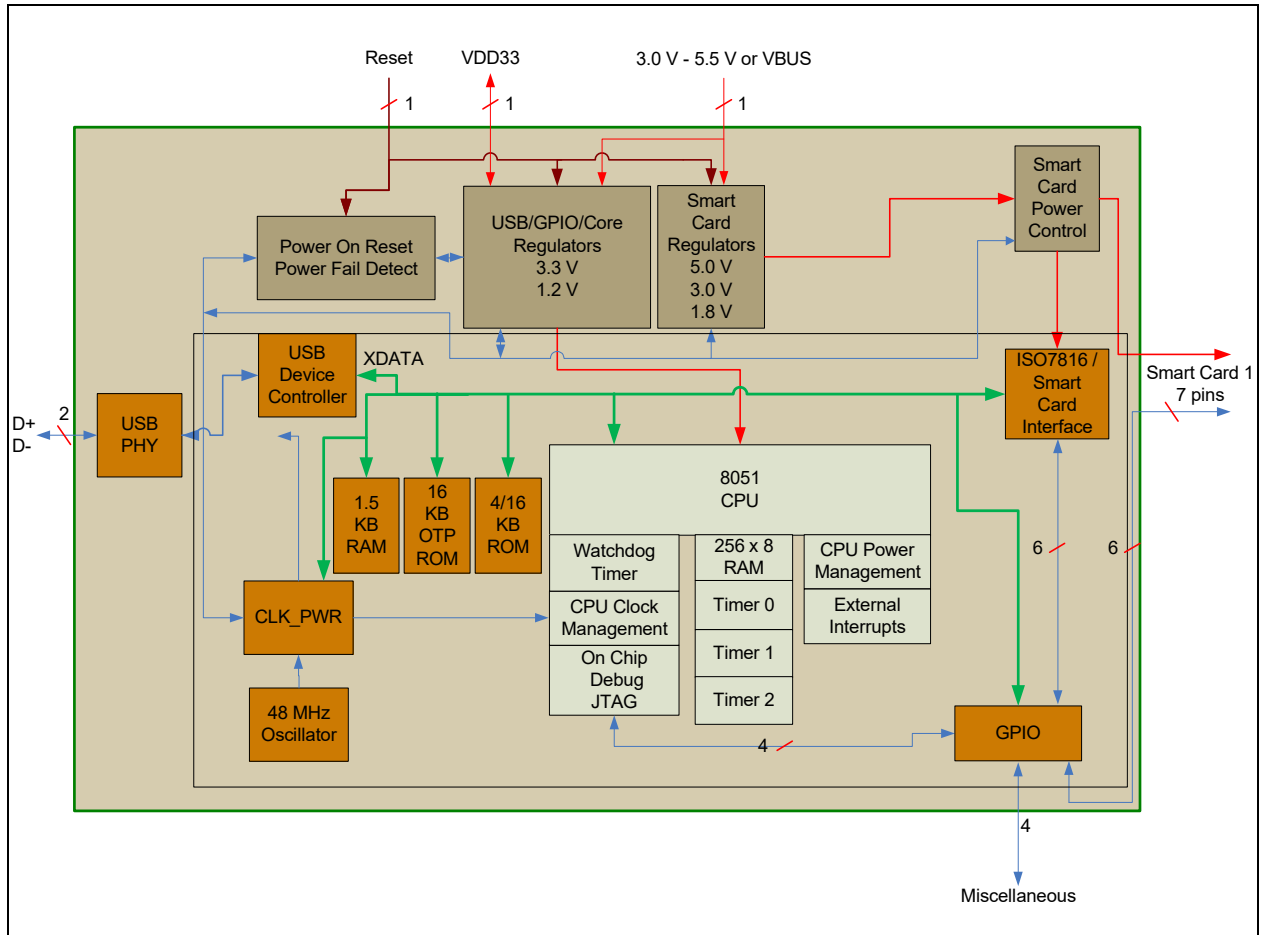 Reset
VDD33
3.0 V - 5.5 V or VBUS
1
1
1
Smart
Card
Power
Control
Power On Reset
Power Fail Detect
USB/GPIO/Core
Regulators
3.3 V
1.2 V
Smart
Card
Regulators
5.0 V
3.0 V
1.8 V
USB
Device
Controller
XDATA
ISO7816 /
Smart
Card
Interface
Smart Card 1
7 pins
D+
D-
2
USB
PHY
1.5
KB
RAM
16
KB
OTP
ROM
4/16
KB
ROM
8051
CPU
Watchdog
Timer
256 x 8
RAM
CPU Power
Management
6
6
CLK_PWR
CPU Clock
Management
Timer 0
External
Interrupts
On Chip
Debug
JTAG
Timer 1
Timer 2
48 MHz
Oscillator
4
GPIO
4
Miscellaneous